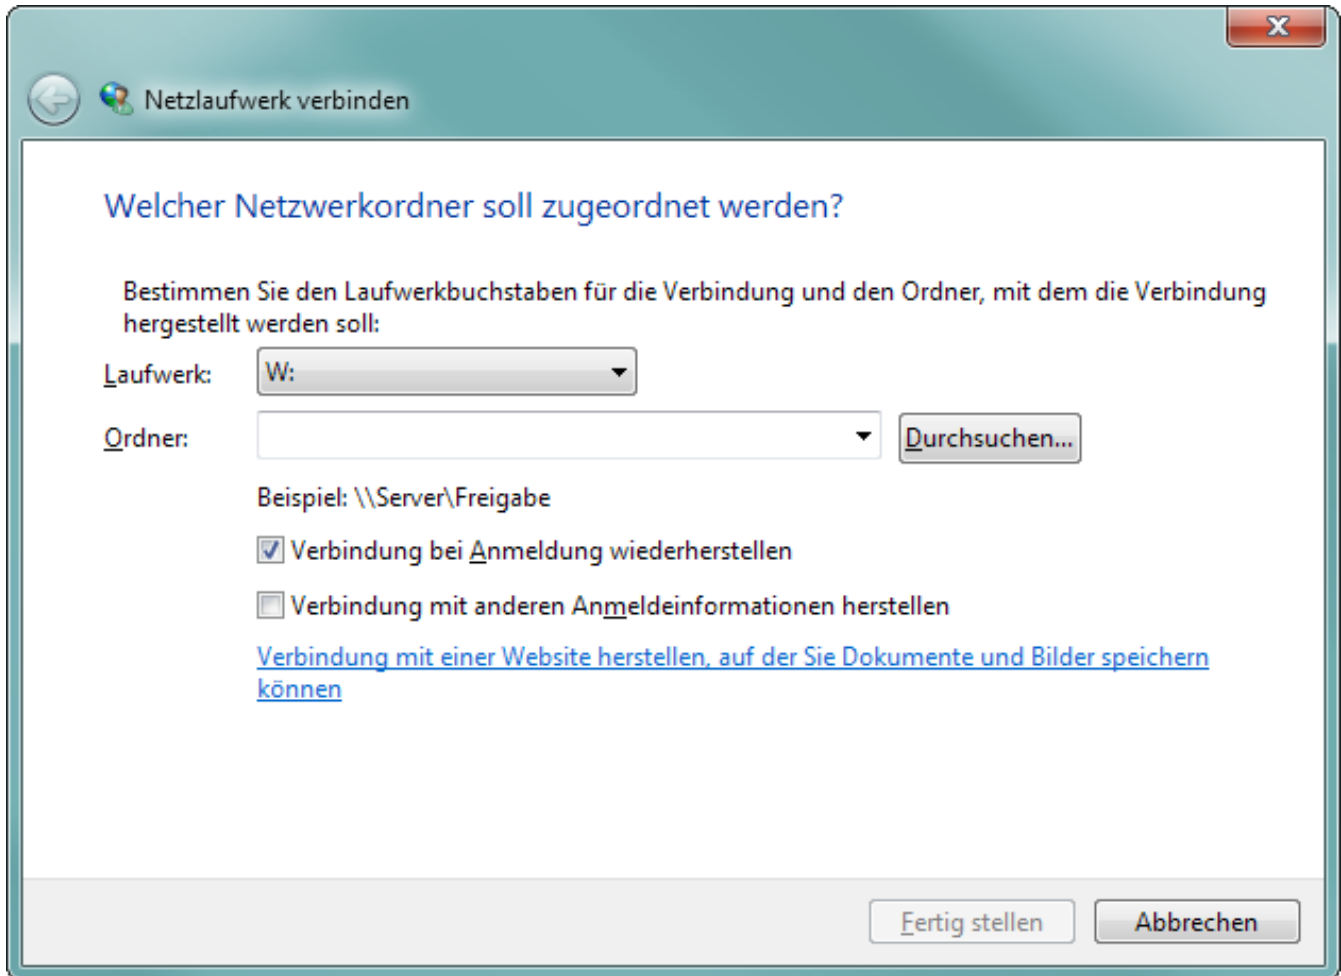 Netzlaufwerk verbinden
Welcher Netzwerkordner soll zugeordnet werden?
Bestimmen Sie den Laufwerkbuchstaben für die Verbindung und den Ordner, mit dem die Verbindung
hergestellt werden soll:
Laufwerk: W:
Ordner: Durchsuchen...
Beispiel: \\Server\Freigabe
Verbindung bei Anmeldung wiederherstellen
Verbindung mit anderen Anmeldeinformationen herstellen
Verbindung mit einer Website herstellen, auf der Sie Dokumente und Bilder speichern
können
Fertig stellen Abbrechen